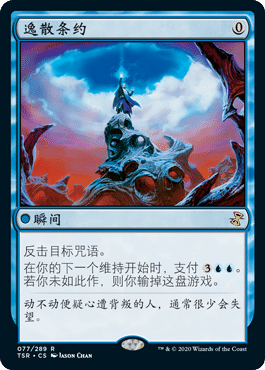 逸散条约 0
瞬间
反击目标咒语。
在你的下一个维持开始时，支付3UU。
若你未如此作，则你输掉这盘游戏。
动不动便疑心遭背叛的人，通常很少会失
望。
077/289 R
TSR • CS Jason Chan
™ & © 2020 Wizards of the Coast